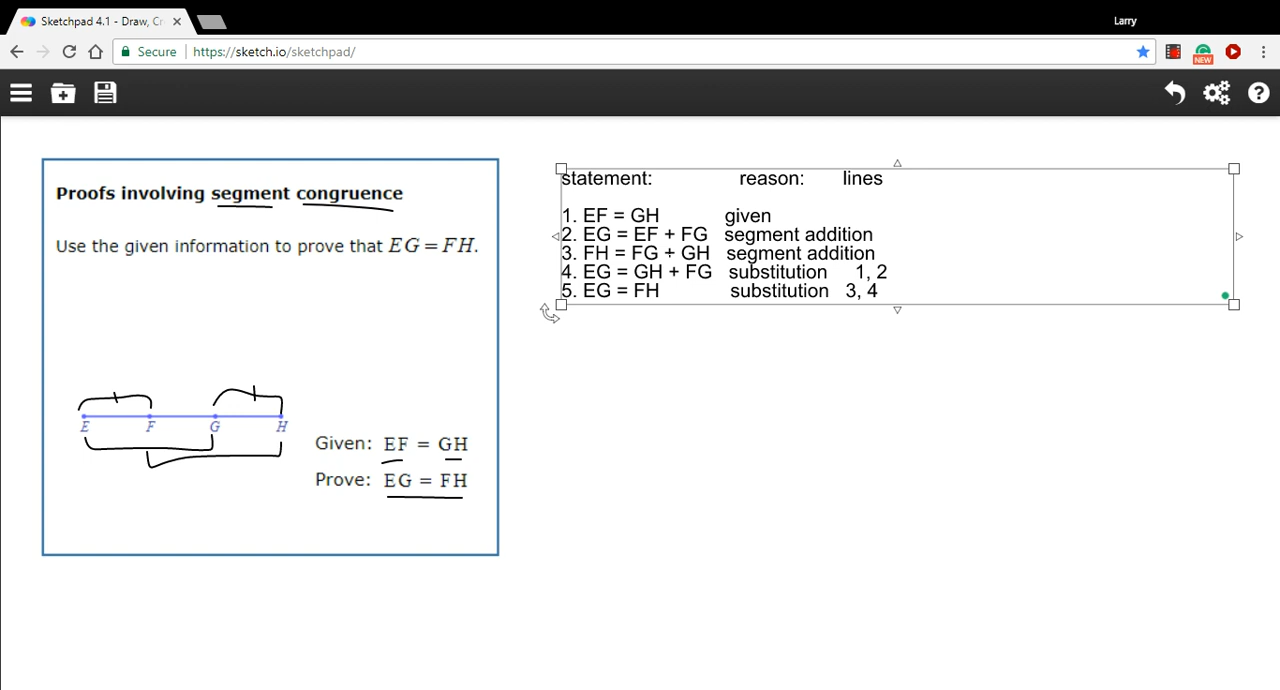 Sketchpad 4.1 - Draw, Cr
Larry
Secure
https://sketch.io/sketchpad/
NEW
Proofs involving segment congruence
Use the given information to prove that EG = FH.
E F G H
Given: EF = GH
Prove: EG = FH
statement: reason: lines
1. EF = GH given
2. EG = EF + FG segment addition
3. FH = FG + GH segment addition
4. EG = GH + FG substitution 1, 2
5. EG = FH substitution 3, 4